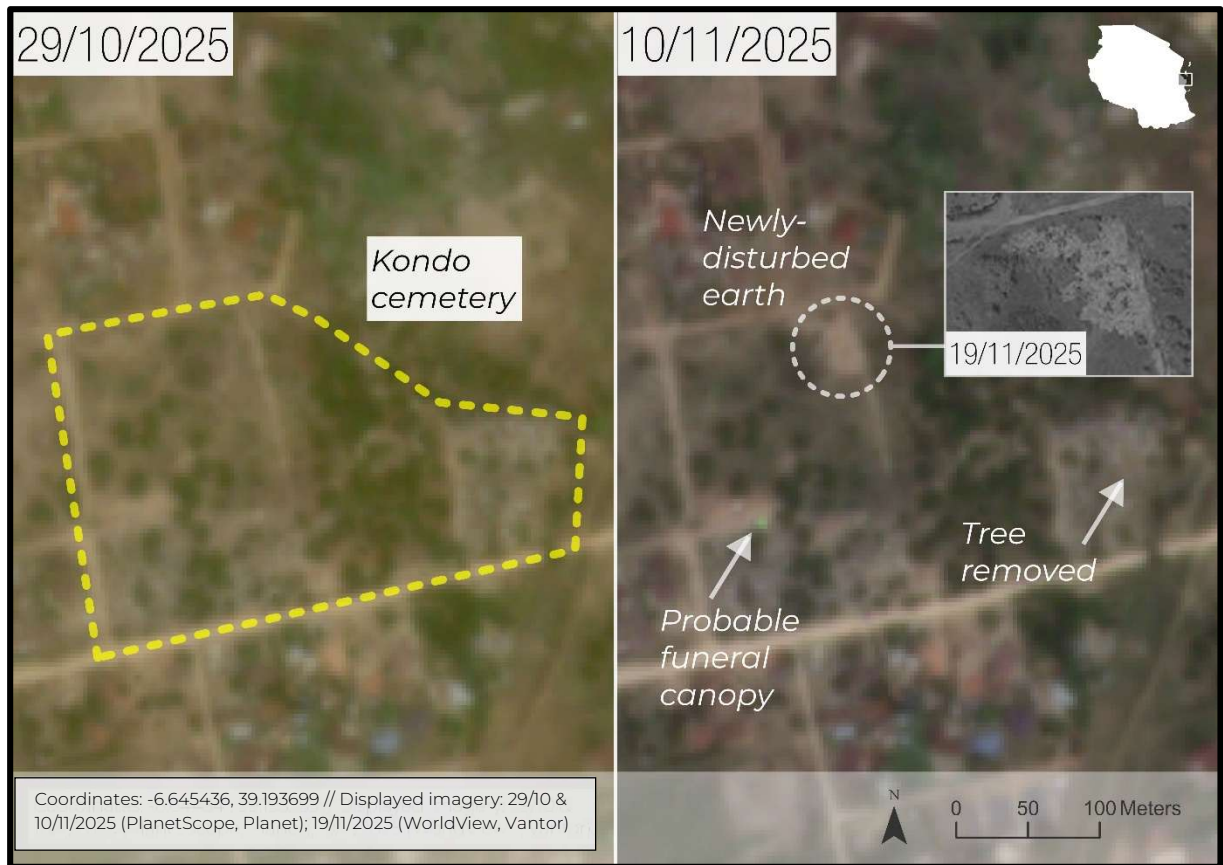 29/10/2025
Kondo
cemetery
10/11/2025
Newly-
disturbed
earth
19/11/2025
Tree
removed
Probable
funeral
canopy
Coordinates: -6.645436, 39.193699 // Displayed imagery: 29/10 &
10/11/2025 (PlanetScope, Planet); 19/11/2025 (WorldView, Vantor)
N
0 50 100 Meters